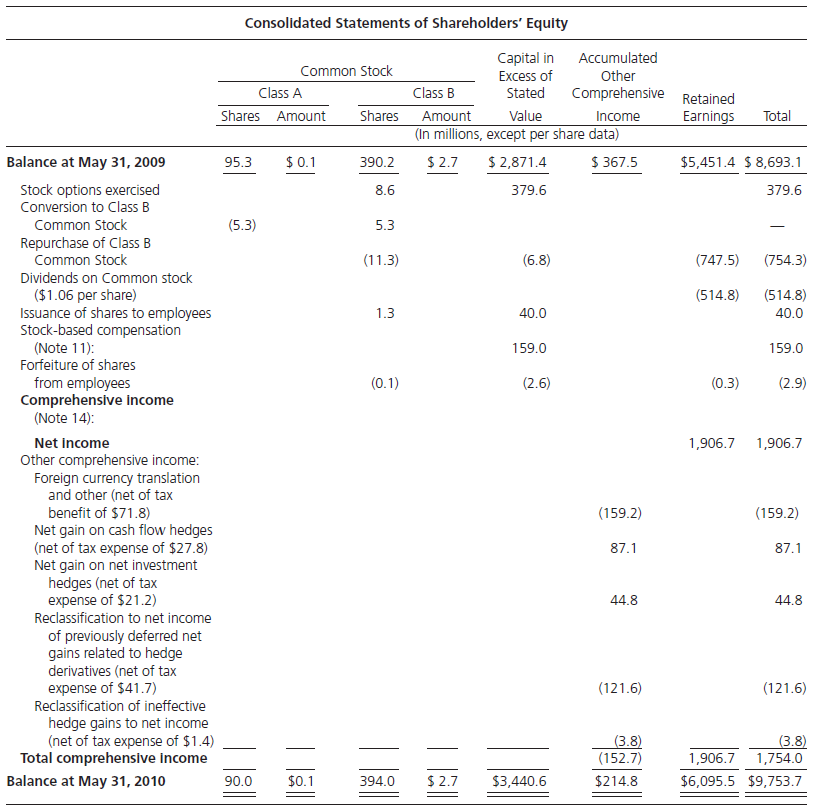 Consolidated Statements of Shareholders' Equity
Capital in Accumulated
Common Stock Excess of Other
Class A Class B Stated Comprehensive Retained
Shares Amount Shares Amount Value Income Earnings Total
(In millions, except per share data)
Balance at May 31, 2009 95.3 $ 0.1 390.2 $ 2.7 $ 2,871.4 $ 367.5 $5,451.4 $ 8,693.1
Stock options exercised 8.6 379.6 379.6
Conversion to Class B
Common Stock (5.3) 5.3 —
Repurchase of Class B
Common Stock (11.3) (6.8) (747.5) (754.3)
Dividends on Common stock
($1.06 per share) (514.8) (514.8)
Issuance of shares to employees 1.3 40.0 40.0
Stock-based compensation
(Note 11): 159.0 159.0
Forfeiture of shares
from employees (0.1) (2.6) (0.3) (2.9)
Comprehensive income
(Note 14):
Net income 1,906.7 1,906.7
Other comprehensive income:
Foreign currency translation
and other (net of tax
benefit of $71.8) (159.2) (159.2)
Net gain on cash flow hedges
(net of tax expense of $27.8) 87.1 87.1
Net gain on net investment
hedges (net of tax
expense of $21.2) 44.8 44.8
Reclassification to net income
of previously deferred net
gains related to hedge
derivatives (net of tax
expense of $41.7) (121.6) (121.6)
Reclassification of ineffective
hedge gains to net income
(net of tax expense of $1.4) (3.8) (3.8)
Total comprehensive income (152.7) 1,906.7 1,754.0
Balance at May 31, 2010 90.0 $0.1 394.0 $ 2.7 $3,440.6 $214.8 $6,095.5 $9,753.7